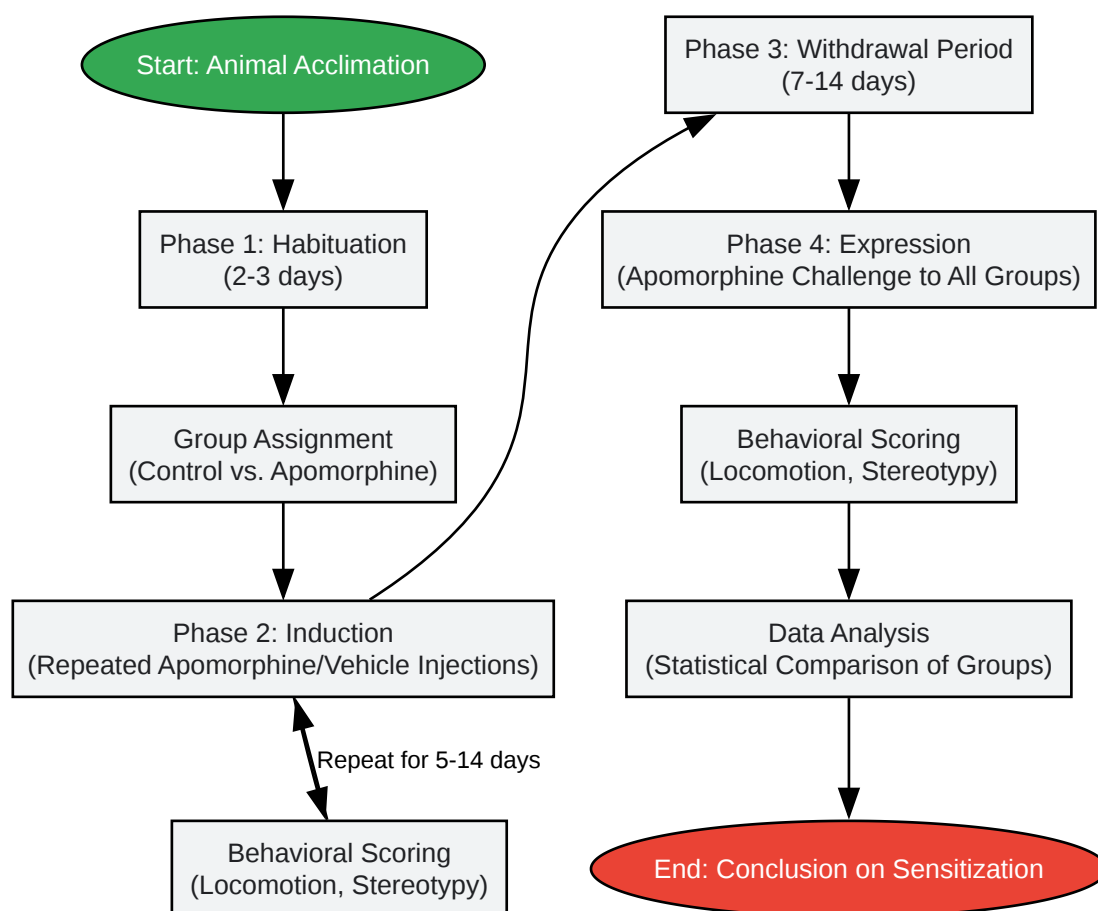 Start: Animal Acclimation
Phase 1: Habituation
(2-3 days)
Group Assignment
(Control vs. Apomorphine)
Phase 2: Induction
(Repeated Apomorphine/Vehicle Injections)
Repeat for 5-14 days
Behavioral Scoring
(Locomotion, Stereotypy)
Phase 3: Withdrawal Period
(7-14 days)
Phase 4: Expression
(Apomorphine Challenge to All Groups)
Behavioral Scoring
(Locomotion, Stereotypy)
Data Analysis
(Statistical Comparison of Groups)
End: Conclusion on Sensitization